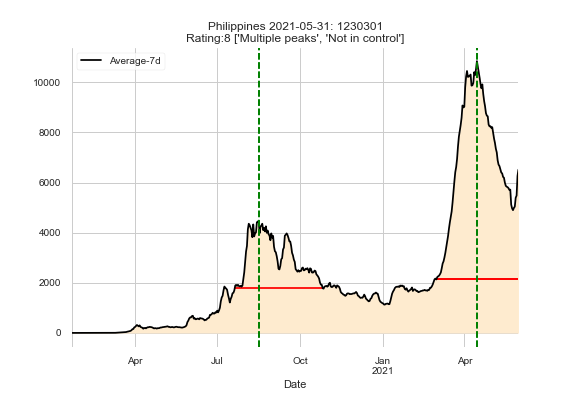 Philippines 2021-05-31: 1230301
Rating:8 ['Multiple peaks', 'Not in control']
Average-7d
10000
8000
6000
4000
2000
0
Apr Jul Oct Jan Apr
2021
Date